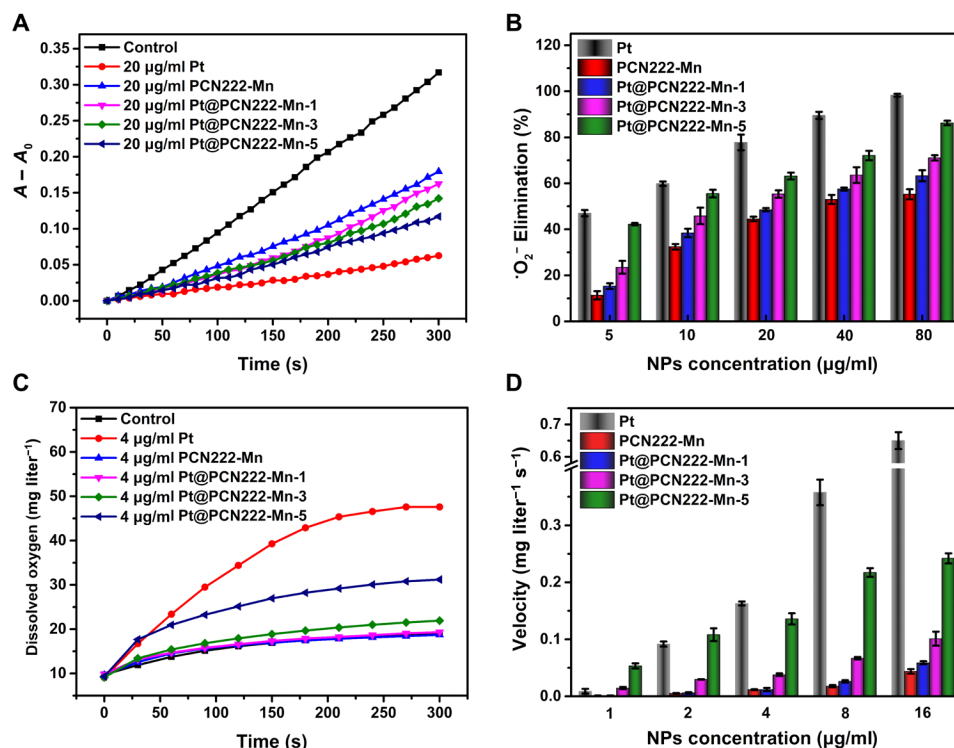 A
Control
20 µg/ml Pt
20 µg/ml PCN222-Mn
20 µg/ml Pt@PCN222-Mn-1
20 µg/ml Pt@PCN222-Mn-3
20 µg/ml Pt@PCN222-Mn-5
A – A₀
0.35
0.30
0.25
0.20
0.15
0.10
0.05
0.00
0 50 100 150 200 250 300
Time (s)
B
Pt
PCN222-Mn
Pt@PCN222-Mn-1
Pt@PCN222-Mn-3
Pt@PCN222-Mn-5
·O₂⁻ Elimination (%)
120
100
80
60
40
20
0
5 10 20 40 80
NPs concentration (µg/ml)
C
Control
4 µg/ml Pt
4 µg/ml PCN222-Mn
4 µg/ml Pt@PCN222-Mn-1
4 µg/ml Pt@PCN222-Mn-3
4 µg/ml Pt@PCN222-Mn-5
Dissolved oxygen (mg liter⁻¹)
70
60
50
40
30
20
10
0 50 100 150 200 250 300
Time (s)
D
Pt
PCN222-Mn
Pt@PCN222-Mn-1
Pt@PCN222-Mn-3
Pt@PCN222-Mn-5
Velocity (mg liter⁻¹ s⁻¹)
0.7
0.6
0.3
0.2
0.1
0.0
1 2 4 8 16
NPs concentration (µg/ml)